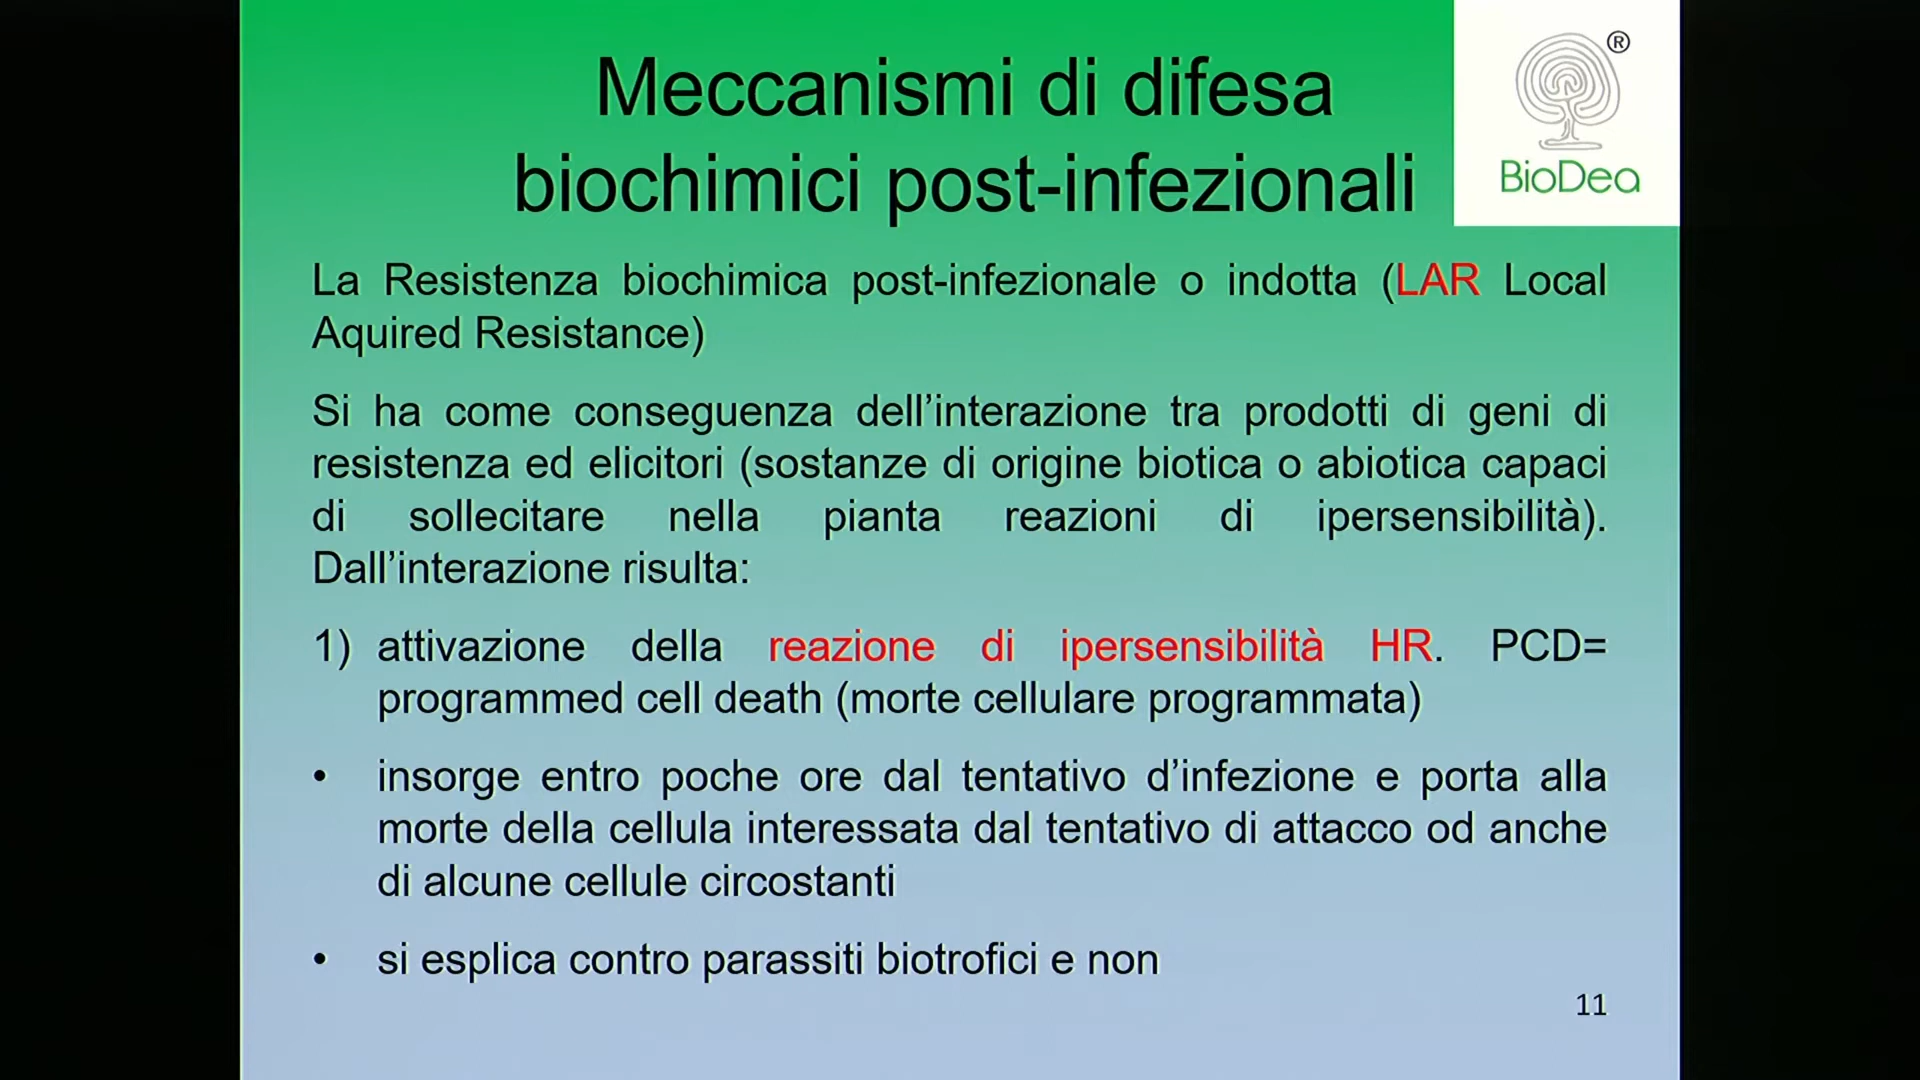 Meccanismi di difesa
biochimici post-infezionali
®
BioDea
La Resistenza biochimica post-infezionale o indotta (LAR Local
Aquired Resistance)
Si ha come conseguenza dell’interazione tra prodotti di geni di
resistenza ed elicitori (sostanze di origine biotica o abiotica capaci
di sollecitare nella pianta reazioni di ipersensibilità).
Dall’interazione risulta:
1) attivazione della reazione di ipersensibilità HR. PCD=
programmed cell death (morte cellulare programmata)
• insorge entro poche ore dal tentativo d’infezione e porta alla
morte della cellula interessata dal tentativo di attacco od anche
di alcune cellule circostanti
• si esplica contro parassiti biotrofici e non
11